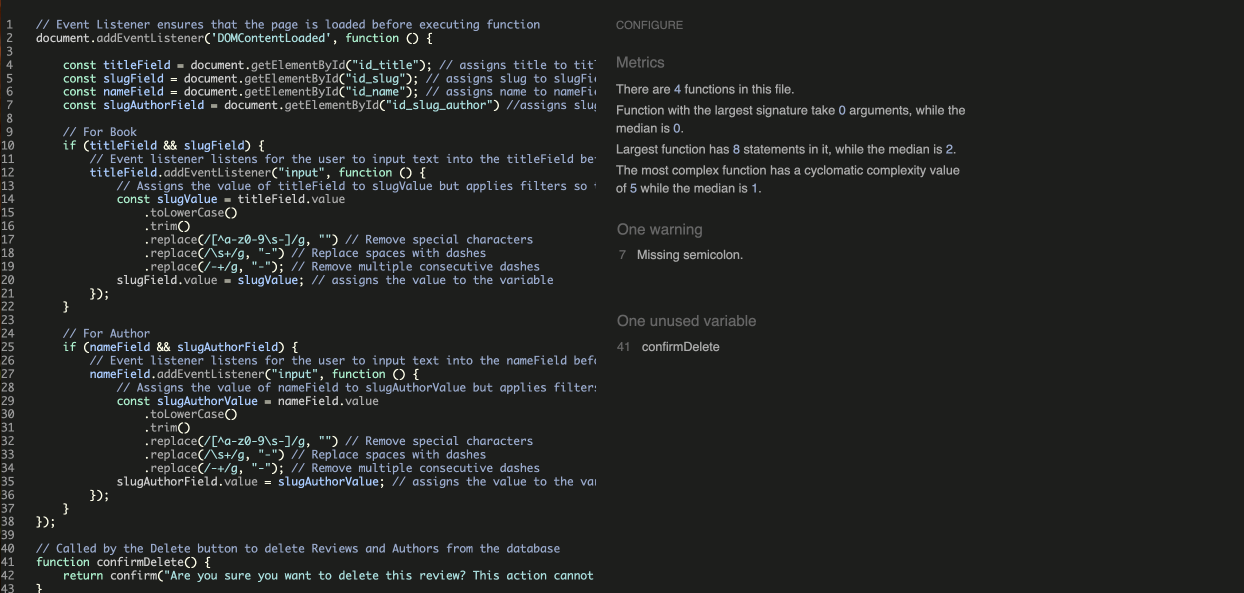 1 // Event Listener ensures that the page is loaded before executing function
2 document.addEventListener('DOMContentLoaded', function () {
3
4 const titleField = document.getElementById("id_title"); // assigns title to
5 const slugField = document.getElementById("id_slug"); // assigns slug to
6 const nameField = document.getElementById("id_name"); // assigns name to
7 const slugAuthorField = document.getElementById("id_slug_author") //assigns
8
9 // For Book
10 if (titleField && slugField) {
11 // Event listener listens for the user to input text into the titleField
12 titleField.addEventListener("input", function () {
13 // Assigns the value of titleField to slugValue but applies filters so
14 const slugValue = titleField.value
15 .toLowerCase()
16 .trim()
17 .replace(/[^a-z0-9\s-]/g, "") // Remove special characters
18 .replace(/\s+/g, "-") // Replace spaces with dashes
19 .replace(/-+/g, "-"); // Remove multiple consecutive dashes
20 slugField.value = slugValue; // assigns the value to the variable
21 });
22 }
23
24 // For Author
25 if (nameField && slugAuthorField) {
26 // Event listener listens for the user to input text into the nameField
27 nameField.addEventListener("input", function () {
28 // Assigns the value of nameField to slugAuthorValue but applies filters
29 const slugAuthorValue = nameField.value
30 .toLowerCase()
31 .trim()
32 .replace(/[^a-z0-9\s-]/g, "") // Remove special characters
33 .replace(/\s+/g, "-") // Replace spaces with dashes
34 .replace(/-+/g, "-"); // Remove multiple consecutive dashes
35 slugAuthorField.value = slugAuthorValue; // assigns the value to the
36 });
37 }
38 });
39
40 // Called by the Delete button to delete Reviews and Authors from the database
41 function confirmDelete() {
42 return confirm("Are you sure you want to delete this review? This action cannot
43 }
CONFIGURE
Metrics
There are 4 functions in this file.
Function with the largest signature take 0 arguments, while the
median is 0.
Largest function has 8 statements in it, while the median is 2.
The most complex function has a cyclomatic complexity value
of 5 while the median is 1.
One warning
7 Missing semicolon.
One unused variable
41 confirmDelete